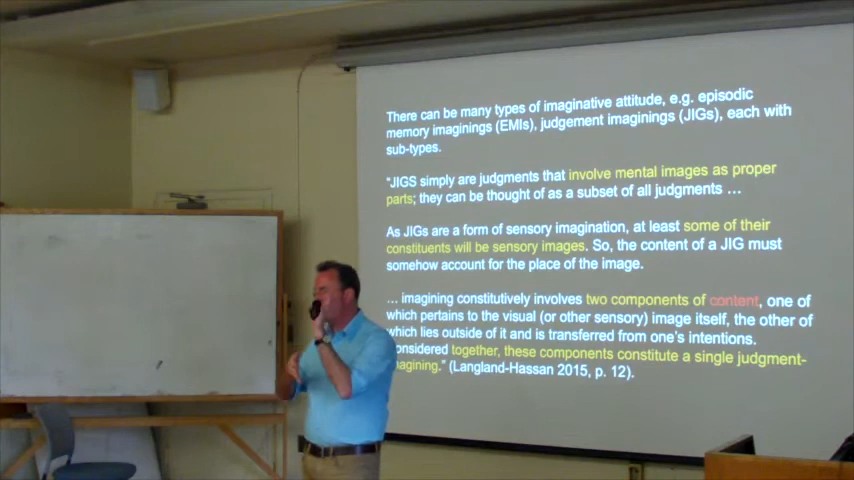 There can be many types of imaginative attitude, e.g. episodic
memory imaginings (EMIs), judgement imaginings (JIGs), each with
sub-types.
“JIGS simply are judgments that involve mental images as proper
parts; they can be thought of as a subset of all judgments …
As JIGs are a form of sensory imagination, at least some of their
constituents will be sensory images. So, the content of a JIG must
somehow account for the place of the image.
… imagining constitutively involves two components of content, one of
which pertains to the visual (or other sensory) image itself, the other of
which lies outside of it and is transferred from one’s intentions.
onsidered together, these components constitute a single judgment-
agining.” (Langland-Hassan 2015, p. 12).